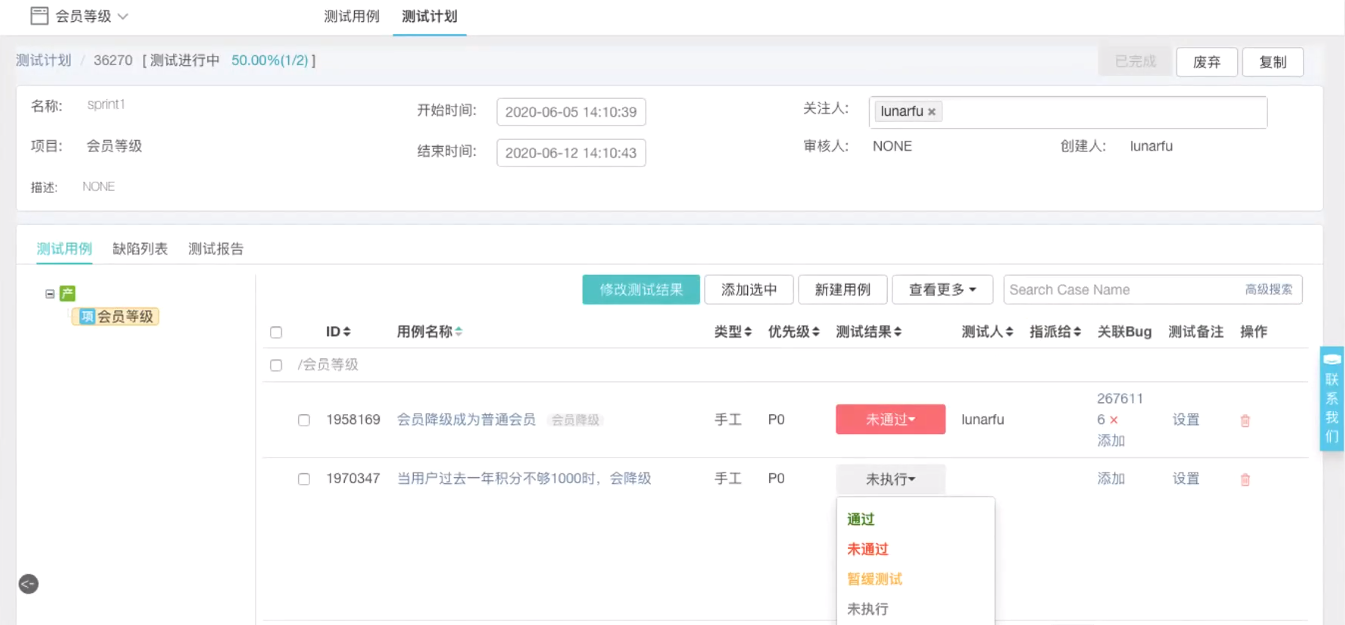 会员等级 测试用例 测试计划
测试计划 / 36270 [ 测试进行中 50.00%(1/2) ] 已完成 废弃 复制
名称: sprint1 开始时间: 2020-06-05 14:10:39 关注人: lunarfu ×
项目: 会员等级 结束时间: 2020-06-12 14:10:43 审核人: NONE 创建人: lunarfu
描述: NONE
测试用例 缺陷列表 测试报告
修改测试结果 添加选中 新建用例 查看更多 Search Case Name 高级搜索
产
项 会员等级
ID 用例名称 类型 优先级 测试结果 测试人 指派给 关联Bug 测试备注 操作
/会员等级
1958169 会员降级成为普通会员 会员降级 手工 P0 未通过 lunarfu 267611
6 × 设置
添加
1970347 当用户过去一年积分不够1000时，会降级 手工 P0 未执行 添加 设置
通过
未通过
暂缓测试
未执行
<-
联
系
我
们